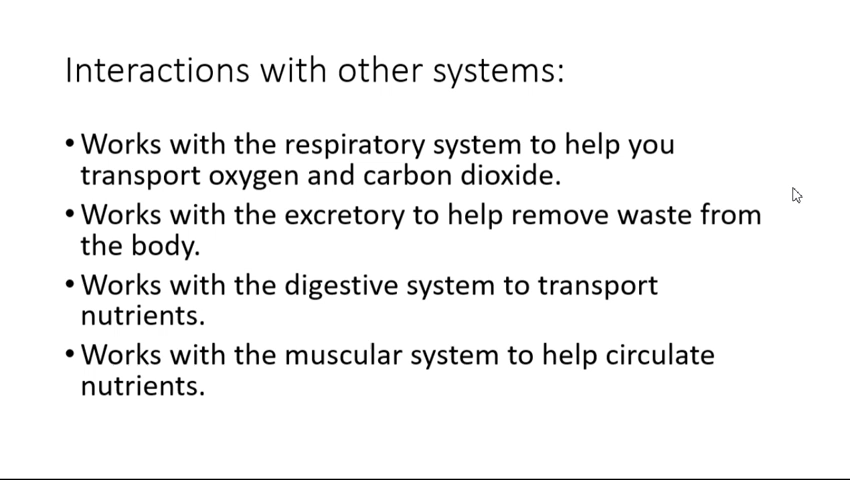 Interactions with other systems:
• Works with the respiratory system to help you
transport oxygen and carbon dioxide.
• Works with the excretory to help remove waste from
the body.
• Works with the digestive system to transport
nutrients.
• Works with the muscular system to help circulate
nutrients.